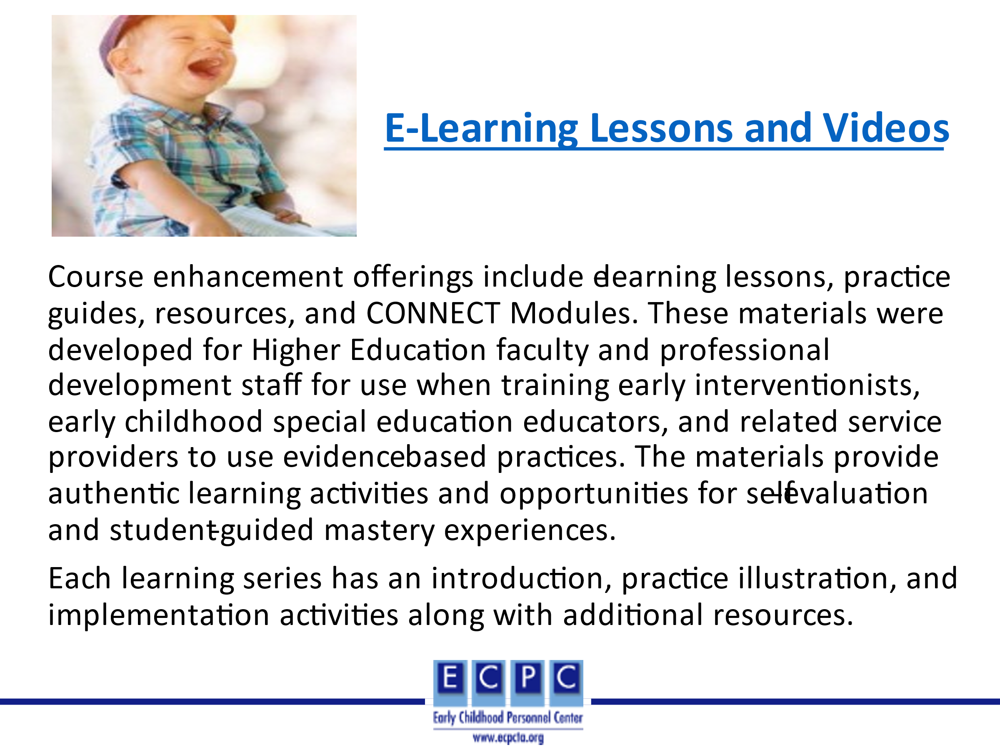 E-Learning Lessons and Videos
Course enhancement offerings include e-learning lessons, practice
guides, resources, and CONNECT Modules. These materials were
developed for Higher Education faculty and professional
development staff for use when training early interventionists,
early childhood special education educators, and related service
providers to use evidencebased practices. The materials provide
authentic learning activities and opportunities for self-evaluation
and student-guided mastery experiences.
Each learning series has an introduction, practice illustration, and
implementation activities along with additional resources.
E C P C
Early Childhood Personnel Center
www.ecpcta.org